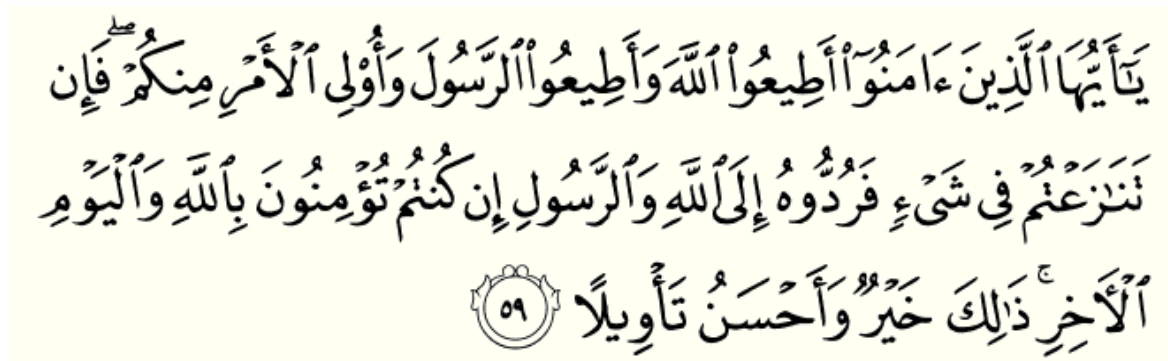 يَٰٓأَيُّهَا ٱلَّذِينَ ءَامَنُوٓا۟ أَطِيعُوا۟ ٱللَّهَ وَأَطِيعُوا۟ ٱلرَّسُولَ وَأُو۟لِى ٱلْأَمْرِ مِنكُمْ ۖ فَإِن
تَنَٰزَعْتُمْ فِى شَىْءٍ فَرُدُّوهُ إِلَى ٱللَّهِ وَٱلرَّسُولِ إِن كُنتُمْ تُؤْمِنُونَ بِٱللَّهِ وَٱلْيَوْمِ
ٱلْءَاخِرِ ۚ ذَٰلِكَ خَيْرٌ وَأَحْسَنُ تَأْوِيلًا ٥٩